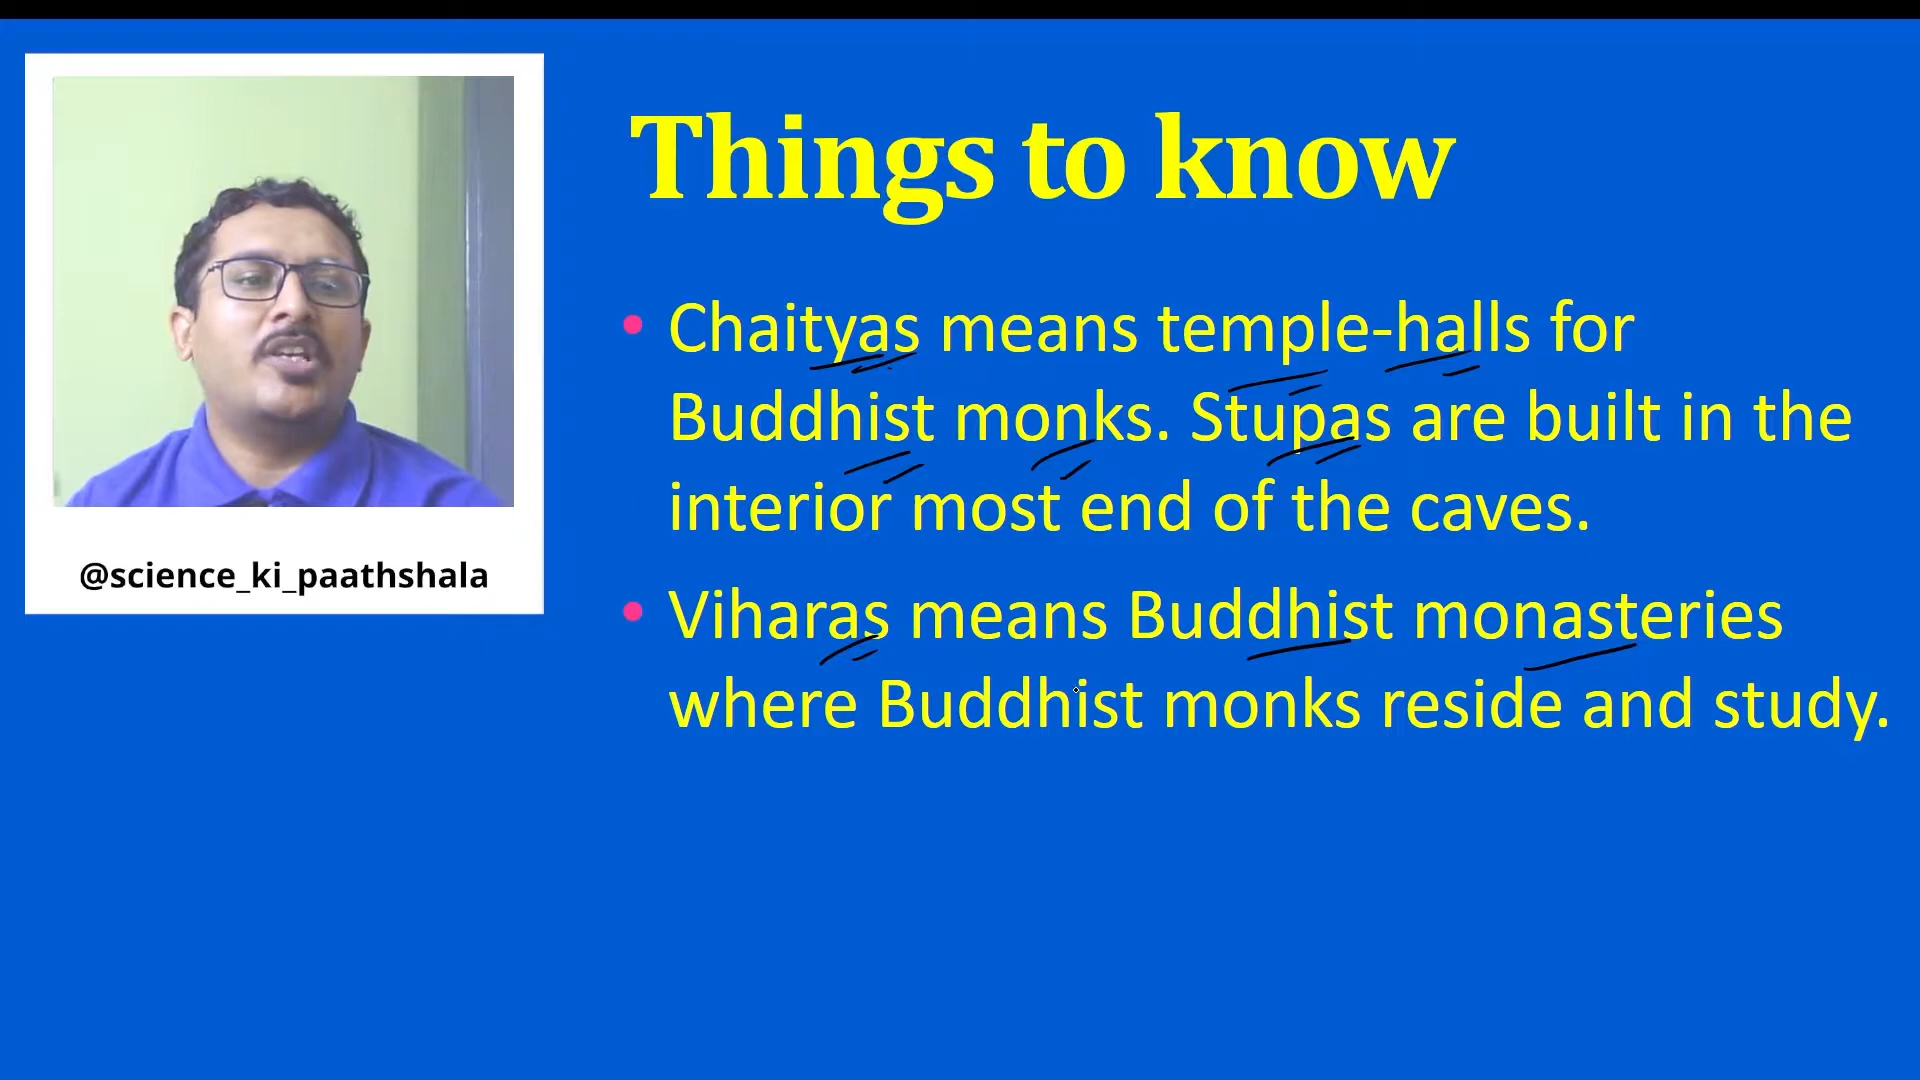 Things to know
• Chaityas means temple-halls for
Buddhist monks. Stupas are built in the
interior most end of the caves.
• Viharas means Buddhist monasteries
where Buddhist monks reside and study.
@science_ki_paathshala